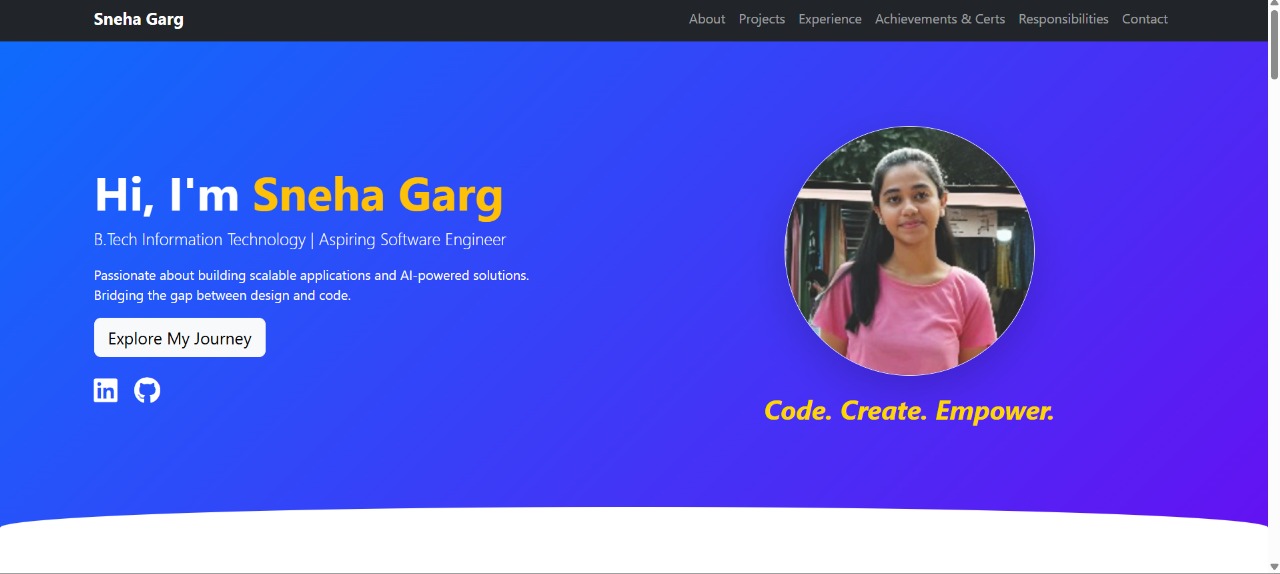 Sneha Garg
About Projects Experience Achievements & Certs Responsibilities Contact
Hi, I'm Sneha Garg
B.Tech Information Technology | Aspiring Software Engineer
Passionate about building scalable applications and AI-powered solutions.
Bridging the gap between design and code.
Explore My Journey
in
Code. Create. Empower.